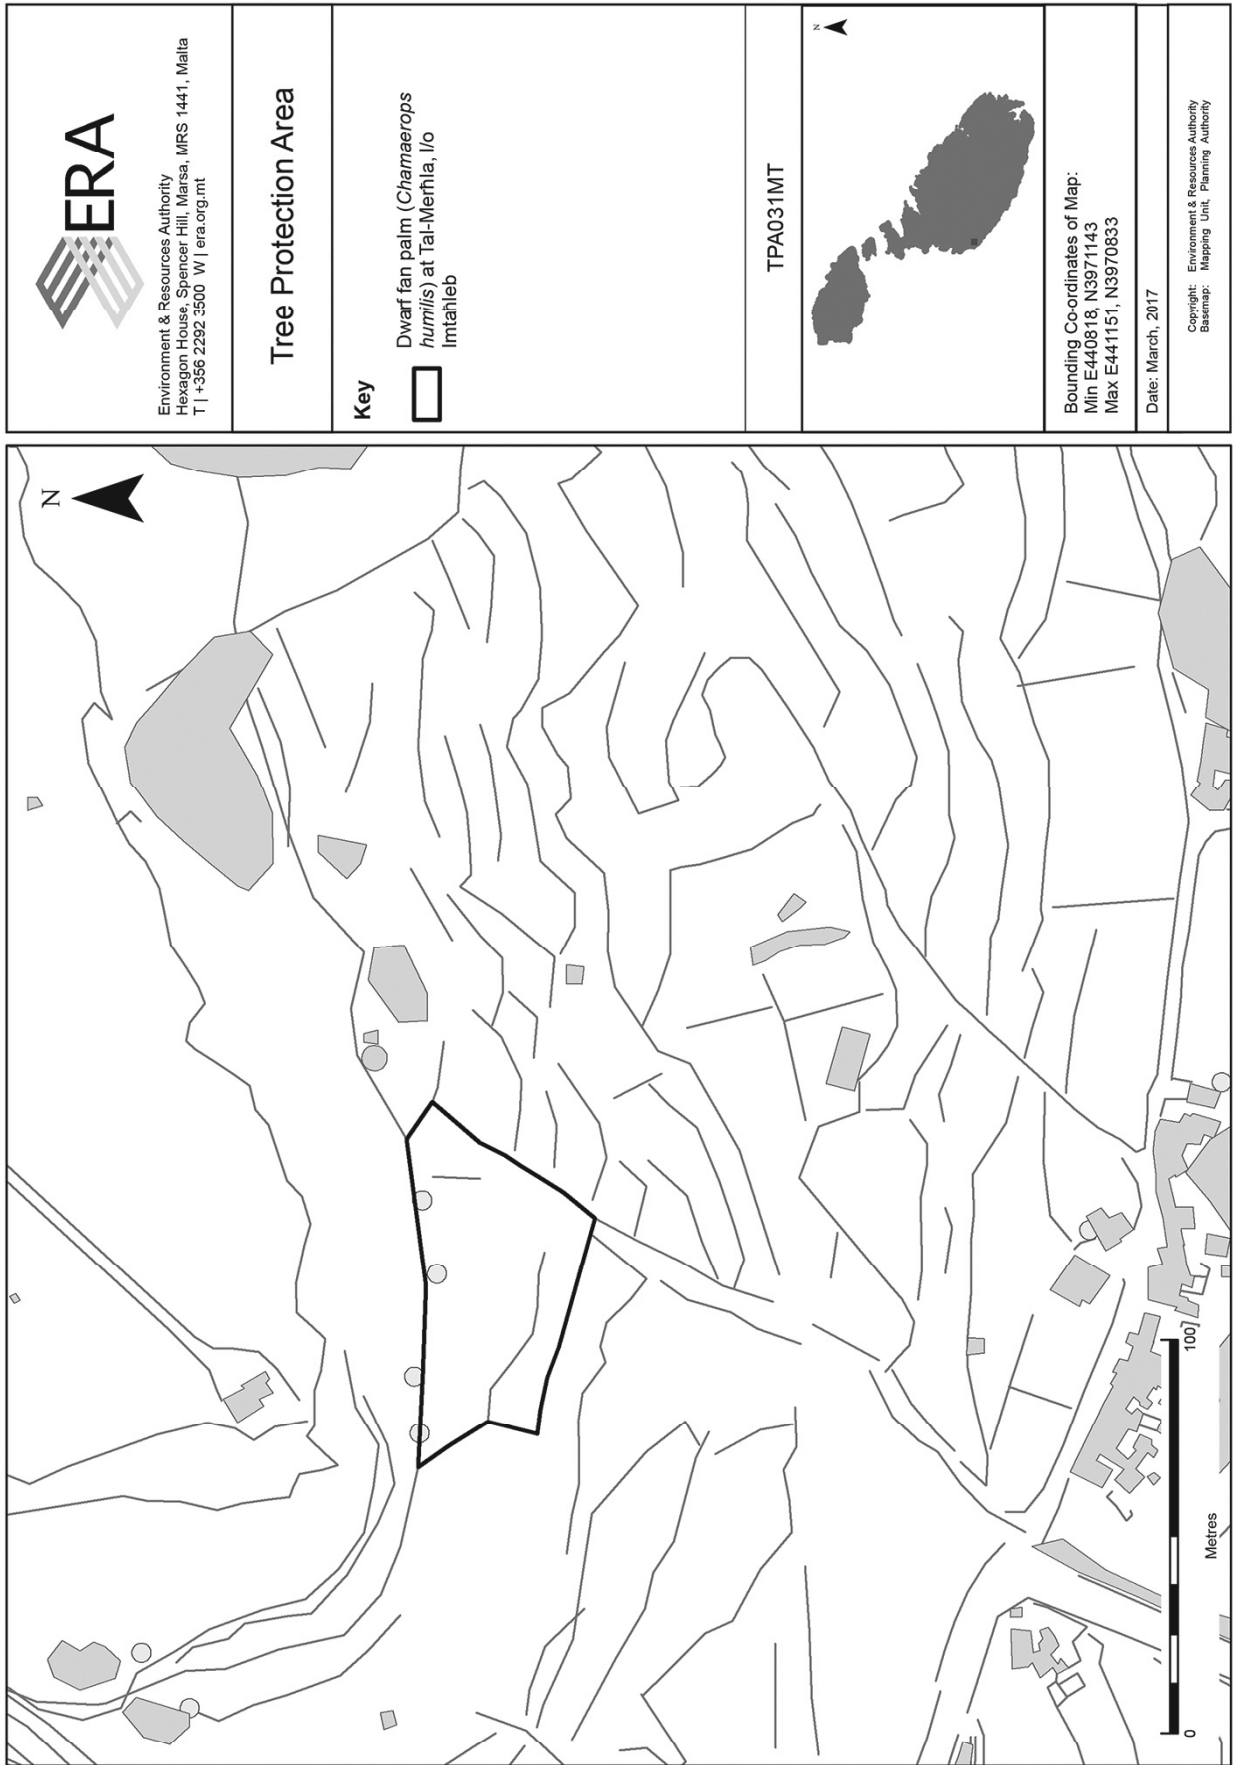 ERA
Environment & Resources Authority
Hexagon House, Spencer Hill, Marsa, MRS 1441, Malta
T | +356 2292 3500 W | era.org.mt
Tree Protection Area
Key
Dwarf fan palm (Chamaerops
humilis) at Tal-Merħla, l/o
Imtaħleb
TPA031MT
N
Bounding Co-ordinates of Map:
Min E440818, N3971143
Max E441151, N3970833
Date: March, 2017
Copyright: Environment & Resources Authority
Basemap: Mapping Unit, Planning Authority
N
0 100
Metres